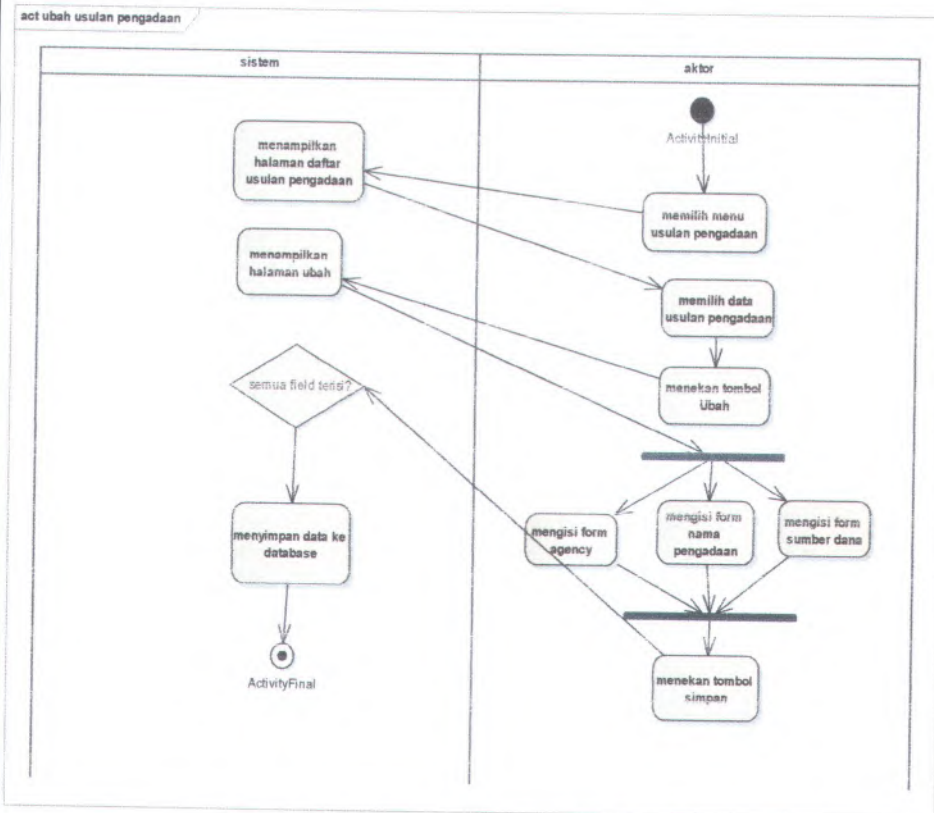 act ubah usulan pengadaan
sistem
aktor
ActivityInitial
menampilkan
halaman daftar
usulan pengadaan
memilih menu
usulan pengadaan
menampilkan
halaman ubah
memilih data
usulan pengadaan
semua field terisi?
menekan tombol
Ubah
mengisi form
agency
mengisi form
nama
pengadaan
mengisi form
sumber dana
menyimpan data ke
database
menekan tombol
simpan
ActivityFinal